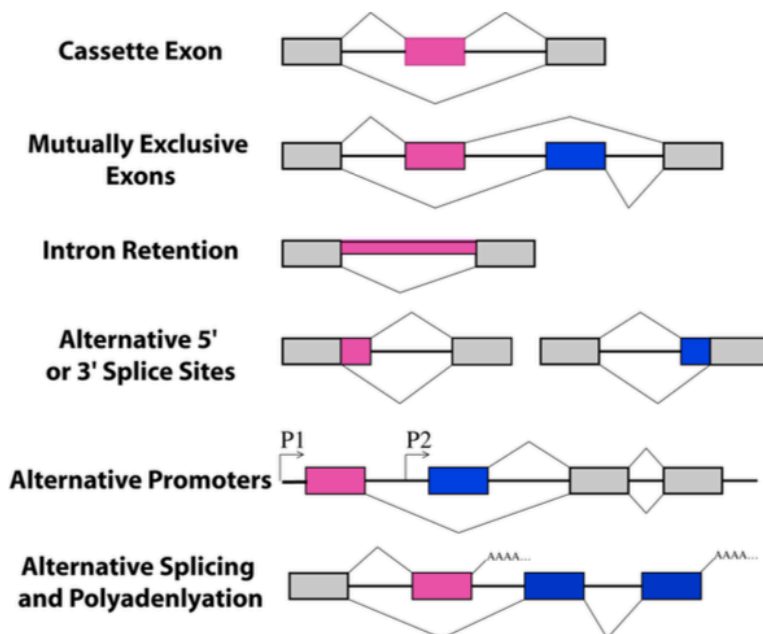 Cassette Exon
Mutually Exclusive
Exons
Intron Retention
Alternative 5'
or 3' Splice Sites
P1
P2
Alternative Promoters
AAAA...
AAAA...
Alternative Splicing
and Polyadenlyation